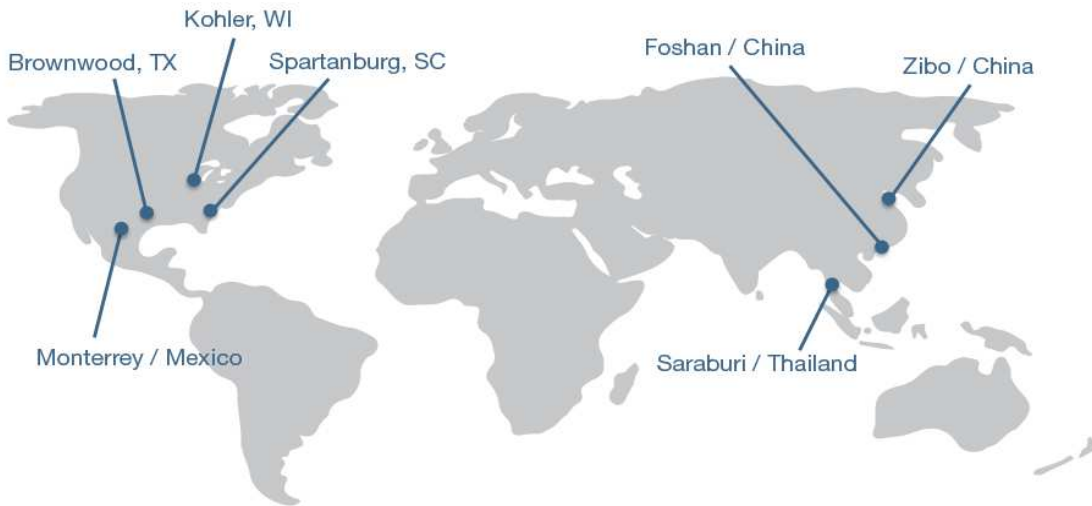 Kohler, WI
Brownwood, TX
Spartanburg, SC
Foshan / China
Zibo / China
Monterrey / Mexico
Saraburi / Thailand